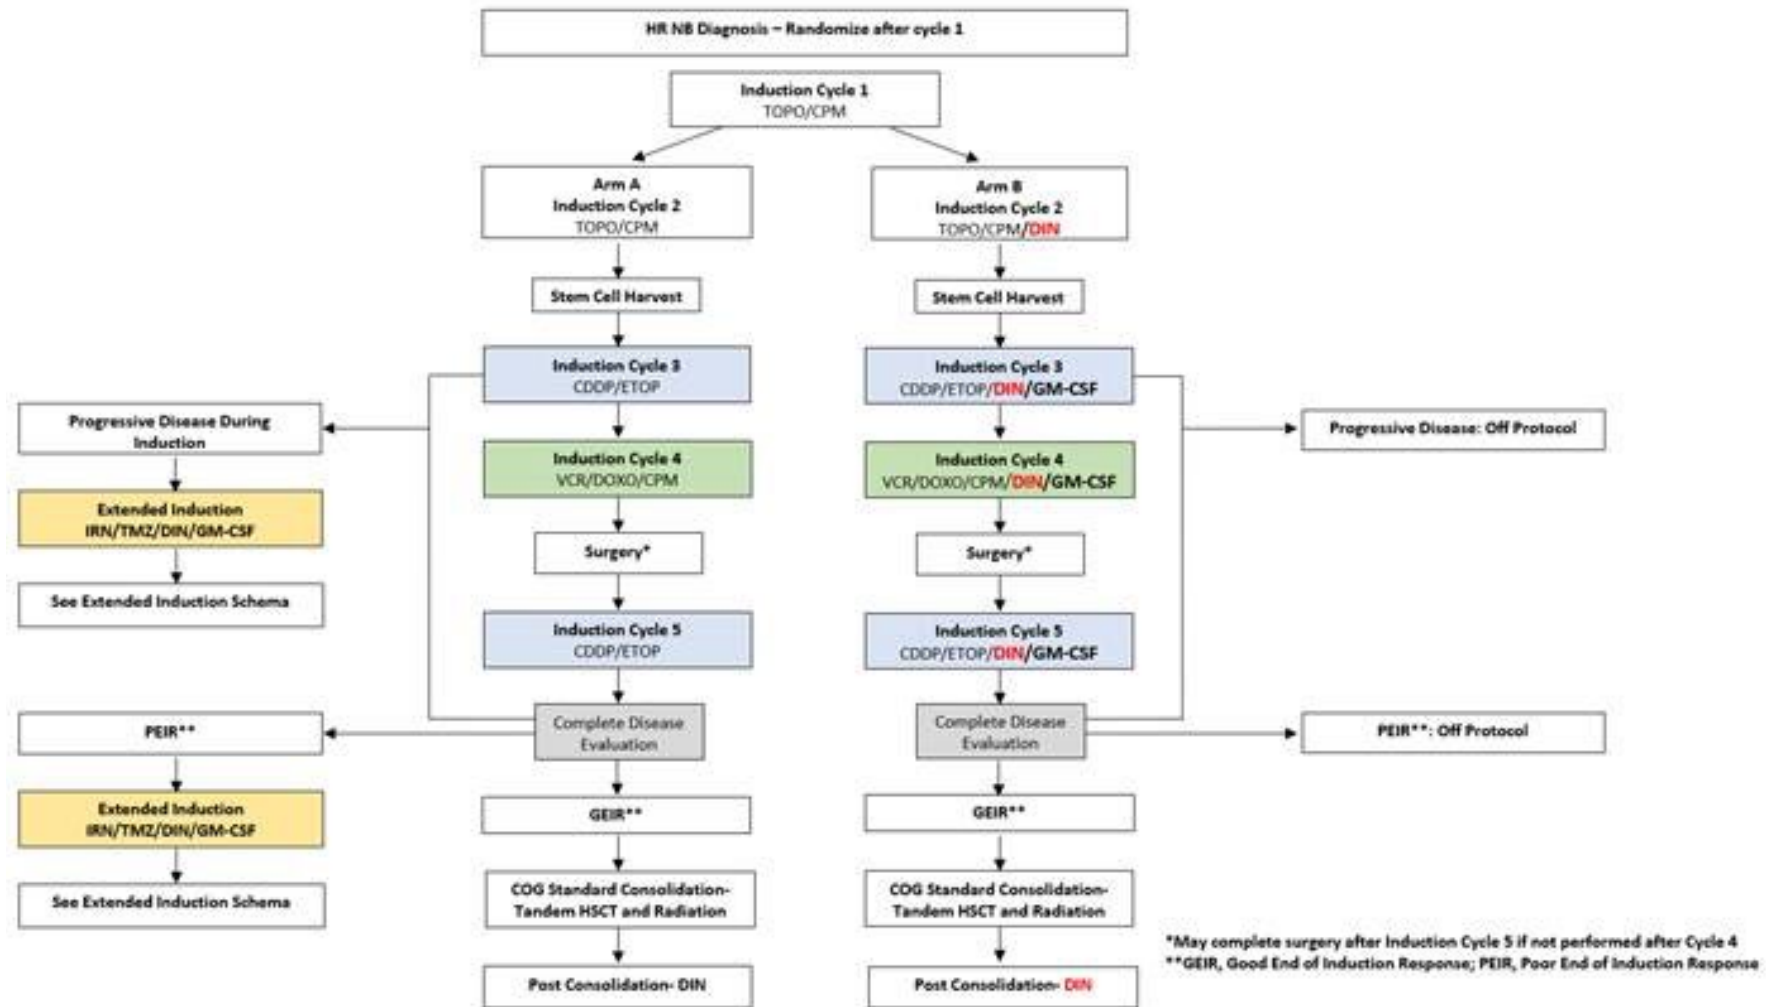 HR NB Diagnosis – Randomize after cycle 1
Induction Cycle 1
TOPO/CPM
Arm A
Induction Cycle 2
TOPO/CPM
Arm B
Induction Cycle 2
TOPO/CPM/DIN
Stem Cell Harvest
Stem Cell Harvest
Induction Cycle 3
CDDP/ETOP
Induction Cycle 3
CDDP/ETOP/DIN/GM-CSF
Progressive Disease During
Induction
Progressive Disease: Off Protocol
Induction Cycle 4
VCR/DOXO/CPM
Induction Cycle 4
VCR/DOXO/CPM/DIN/GM-CSF
Extended Induction
IRN/TMZ/DIN/GM-CSF
Surgery*
Surgery*
See Extended Induction Schema
Induction Cycle 5
CDDP/ETOP
Induction Cycle 5
CDDP/ETOP/DIN/GM-CSF
PEIR**
Complete Disease
Evaluation
Complete Disease
Evaluation
PEIR**: Off Protocol
Extended Induction
IRN/TMZ/DIN/GM-CSF
GEIR**
GEIR**
See Extended Induction Schema
COG Standard Consolidation-
Tandem HSCT and Radiation
COG Standard Consolidation-
Tandem HSCT and Radiation
Post Consolidation- DIN
Post Consolidation- DIN
*May complete surgery after Induction Cycle 5 if not performed after Cycle 4
**GEIR, Good End of Induction Response; PEIR, Poor End of Induction Response